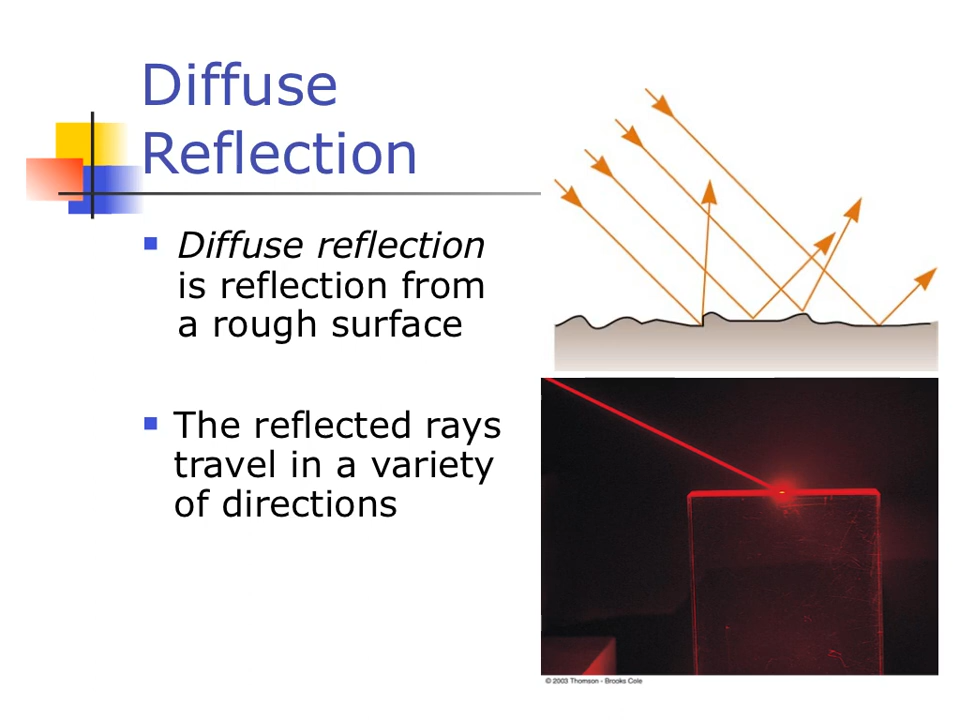 Diffuse
Reflection
Diffuse reflection
is reflection from
a rough surface
The reflected rays
travel in a variety
of directions
© 2003 Thomson - Brooks Cole